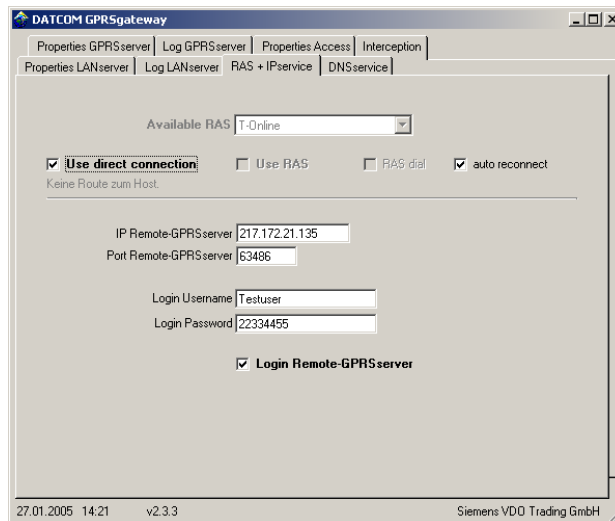 DATCOM GPRSgateway
Properties GPRSserver Log GPRSserver Properties Access Interception
Properties LANserver Log LANserver RAS + IPservice DNSservice
Available RAS T-Online
Use direct connection Use RAS RAS dial auto reconnect
Keine Route zum Host.
IP Remote-GPRSserver 217.172.21.135
Port Remote-GPRSserver 63486
Login Username Testuser
Login Password 22334455
Login Remote-GPRSserver
27.01.2005 14:21 v2.3.3 Siemens VDO Trading GmbH